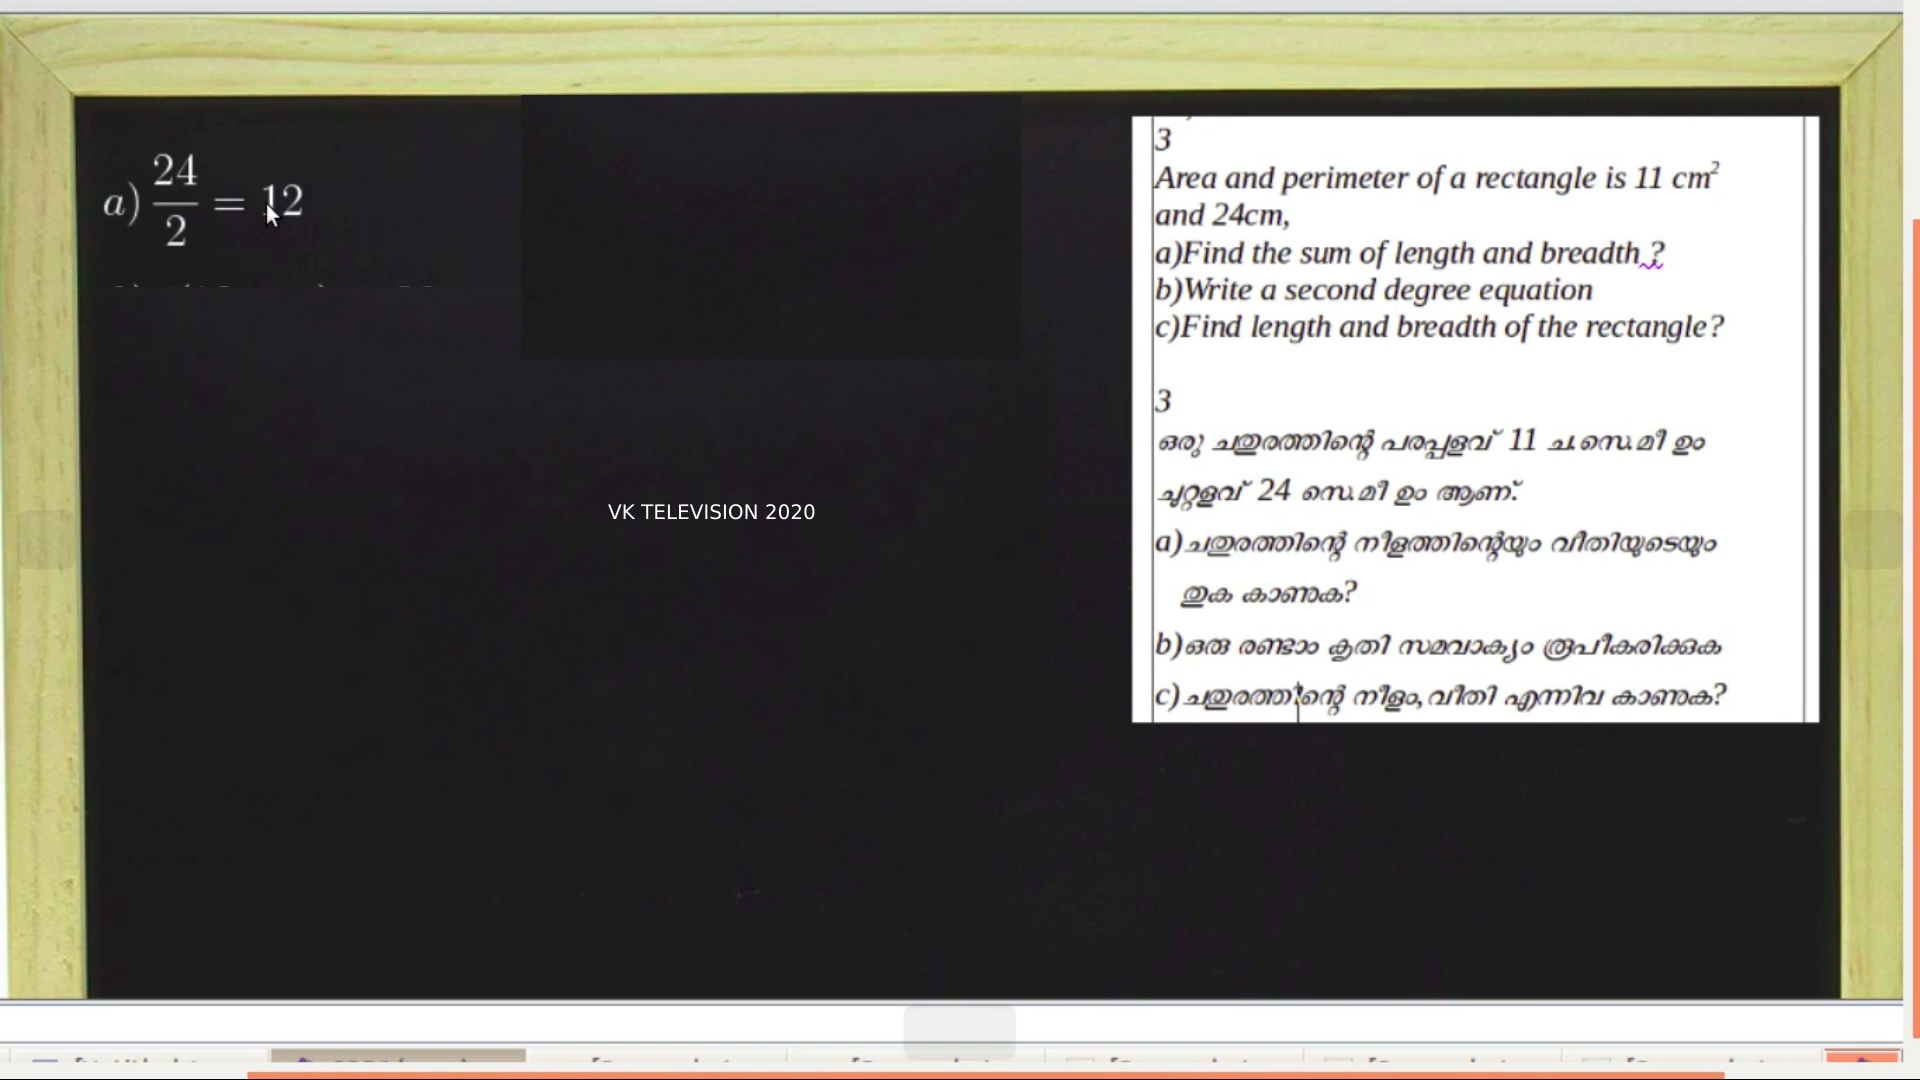 a) 24/2 = 12
VK TELEVISION 2020
3
Area and perimeter of a rectangle is 11 cm²
and 24cm,
a)Find the sum of length and breadth ?
b)Write a second degree equation
c)Find length and breadth of the rectangle?
3
ഒരു ചതുരത്തിന്റെ പരപ്പളവ് 11 ച.സെ.മീ ഉം
ചുറ്റളവ് 24 സെ.മീ ഉം ആണ്.
a)ചതുരത്തിന്റെ നീളത്തിന്റെയും വീതിയുടെയും
തുക കാണുക?
b)ഒരു രണ്ടാം കൃതി സമവാക്യം രൂപീകരിക്കുക
c)ചതുരത്തിന്റെ നീളം,വീതി എന്നിവ കാണുക?